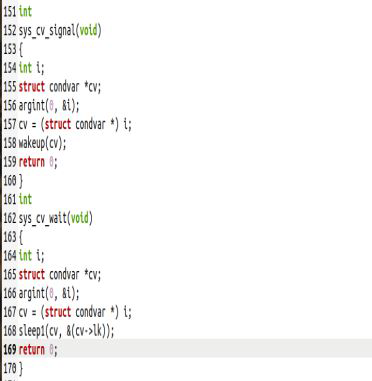 151 int
152 sys_cv_signal(void)
153 {
154 int i;
155 struct condvar *cv;
156 argint(0, &i);
157 cv = (struct condvar *) i;
158 wakeup(cv);
159 return 0;
160 }
161 int
162 sys_cv_wait(void)
163 {
164 int i;
165 struct condvar *cv;
166 argint(0, &i);
167 cv = (struct condvar *) i;
168 sleep1(cv, &(cv->lk));
169 return 0;
170 }